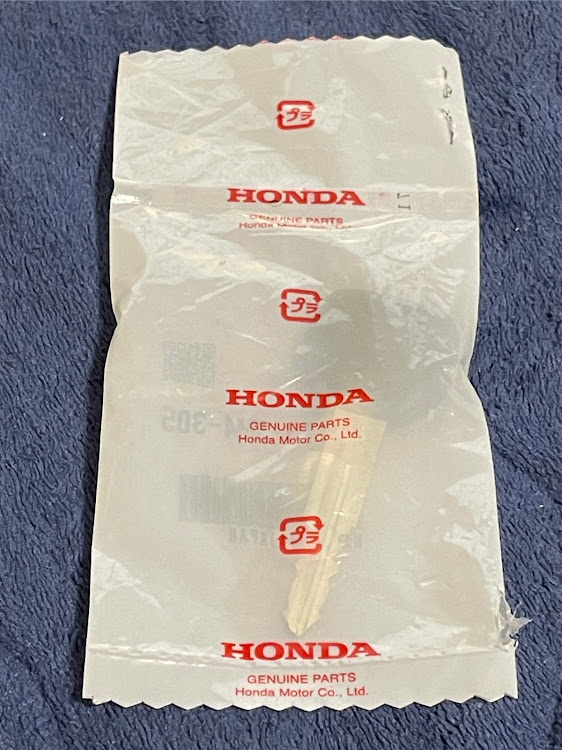 プラ
HONDA
GENUINE PARTS
Honda Motor Co., Ltd.
プラ
HONDA
GENUINE PARTS
Honda Motor Co., Ltd.
プラ
HONDA
GENUINE PARTS
Honda Motor Co., Ltd.